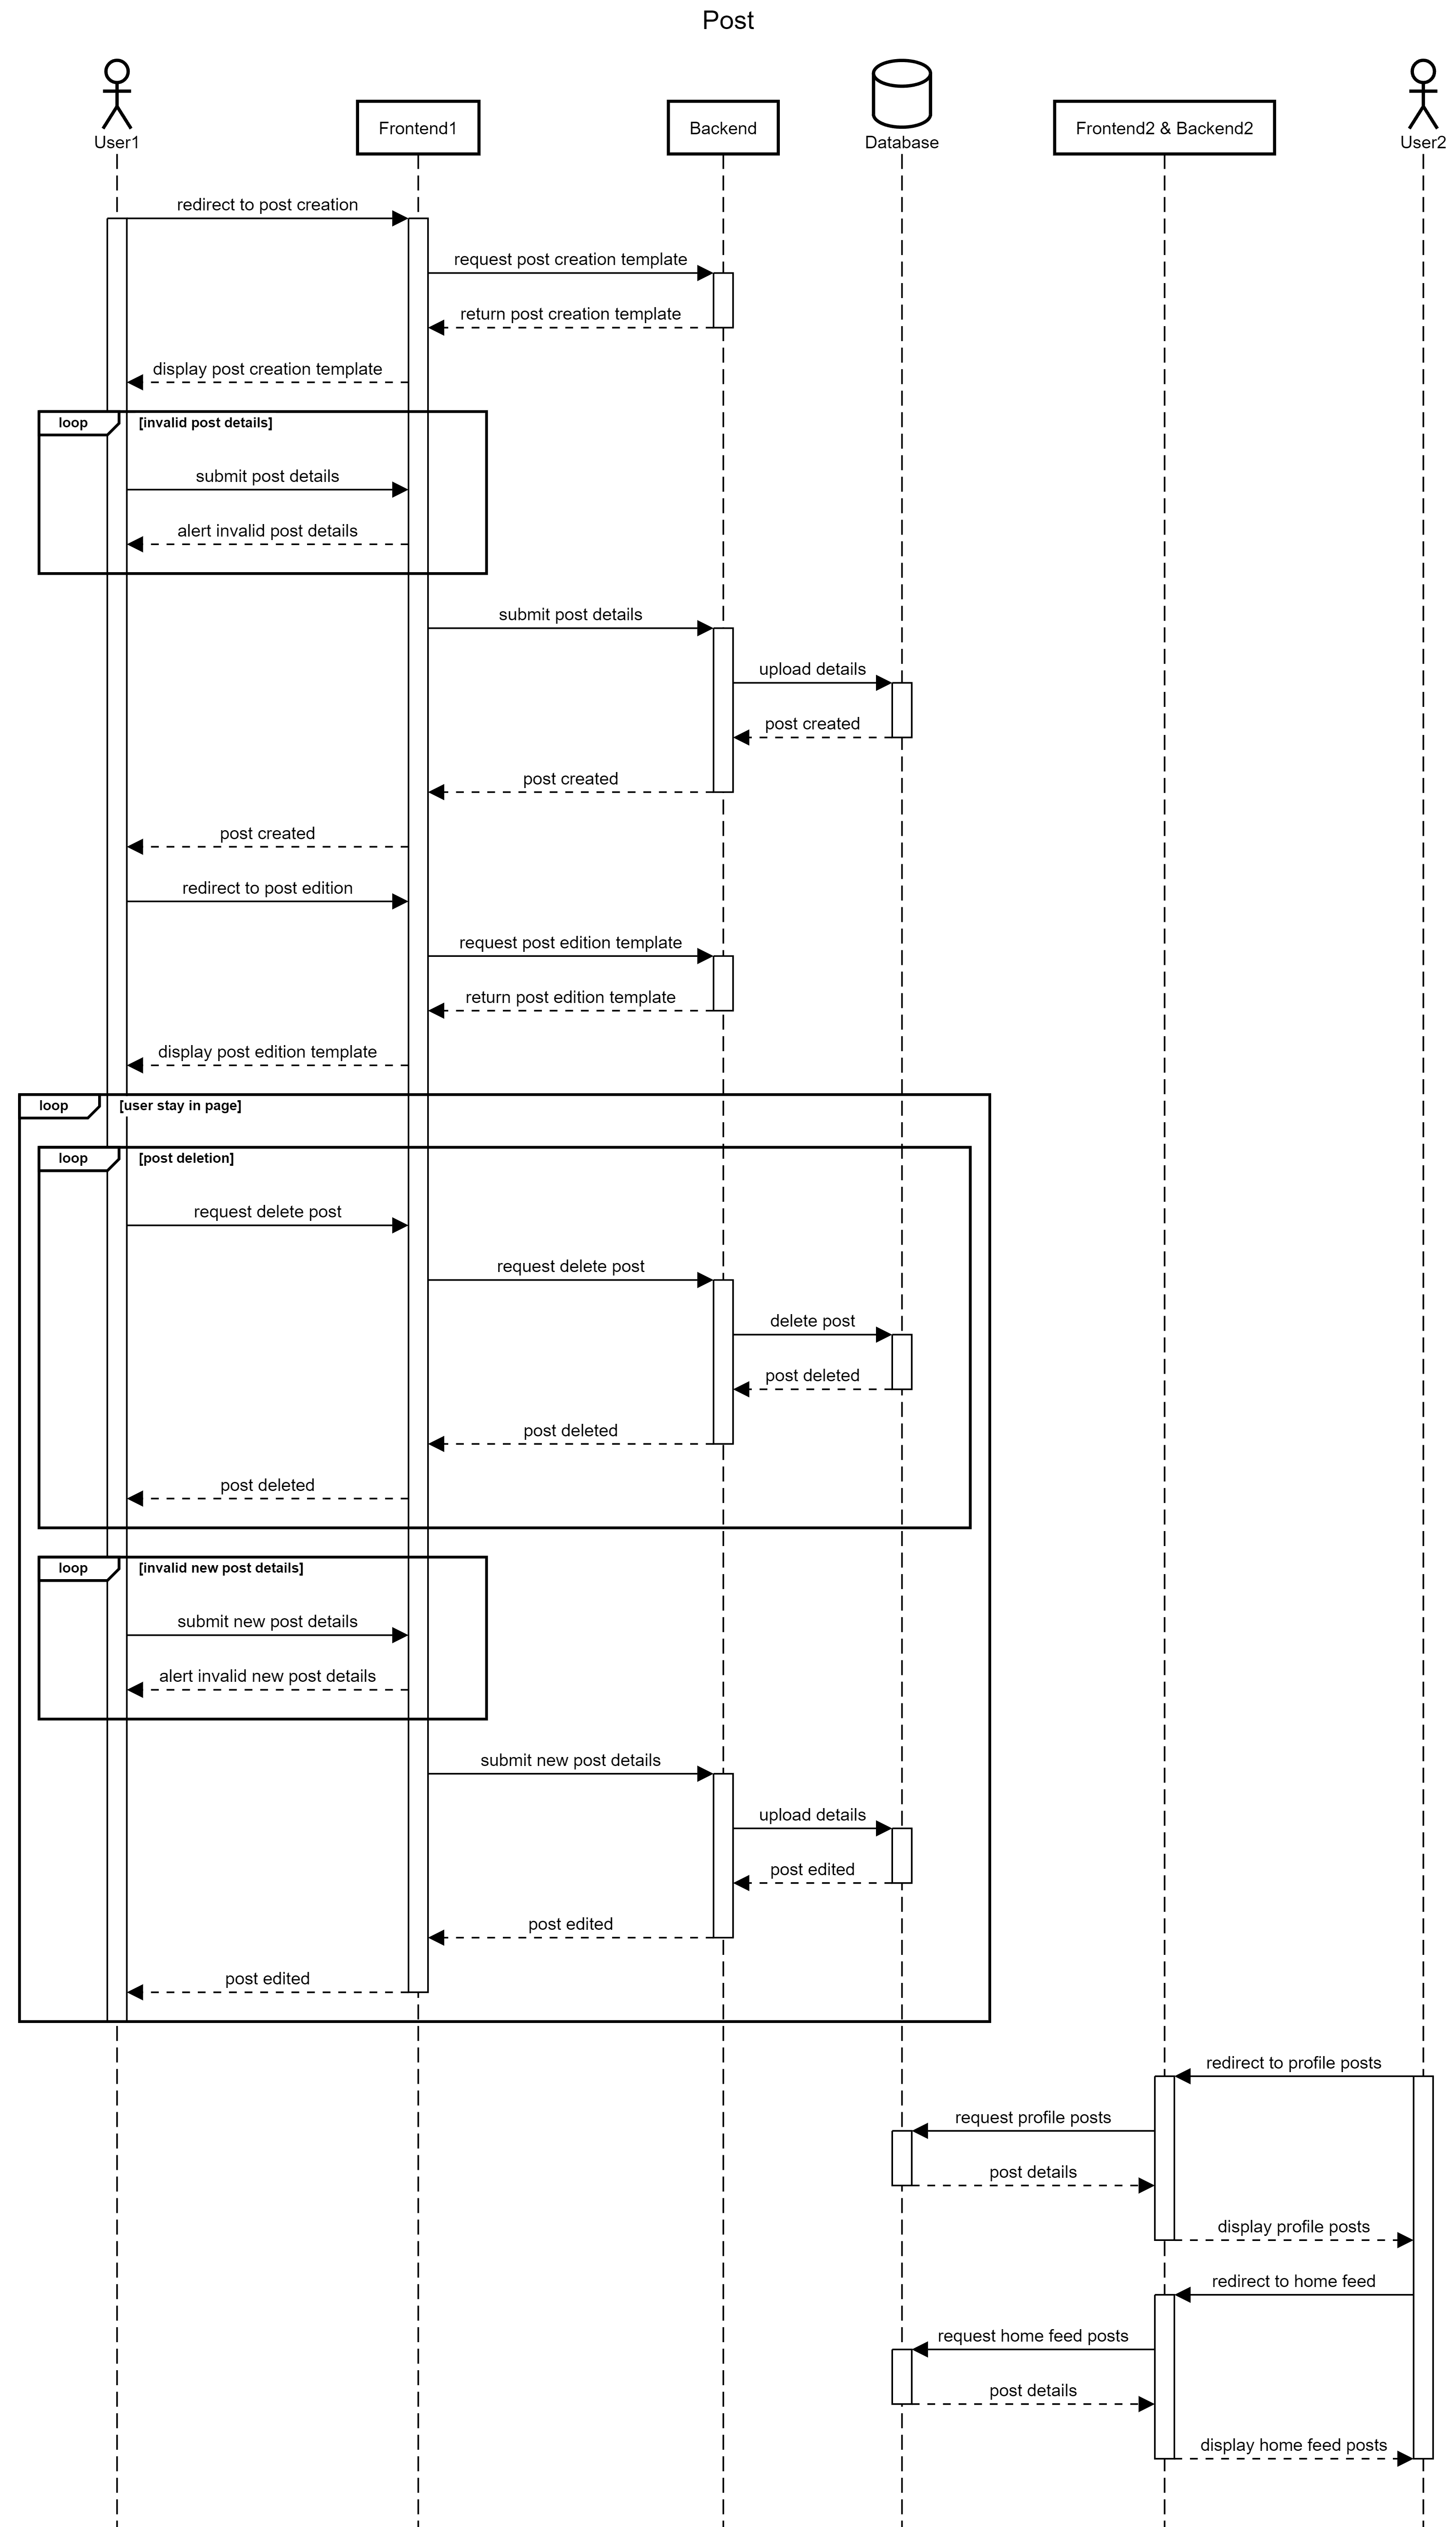 Post
User1
Frontend1
Backend
Database
Frontend2 & Backend2
User2
redirect to post creation
request post creation template
return post creation template
display post creation template
loop [invalid post details]
submit post details
alert invalid post details
submit post details
upload details
post created
post created
post created
redirect to post edition
request post edition template
return post edition template
display post edition template
loop [user stay in page]
loop [post deletion]
request delete post
request delete post
delete post
post deleted
post deleted
post deleted
loop [invalid new post details]
submit new post details
alert invalid new post details
submit new post details
upload details
post edited
post edited
post edited
redirect to profile posts
request profile posts
post details
display profile posts
redirect to home feed
request home feed posts
post details
display home feed posts